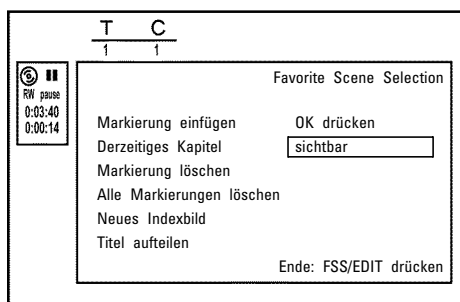 T C
1 1
RW pause
0:03:40
0:00:14
Favorite Scene Selection
Markierung einfügen OK drücken
Derzeitiges Kapitel sichtbar
Markierung löschen
Alle Markierungen löschen
Neues Indexbild
Titel aufteilen
Ende: FSS/EDIT drücken